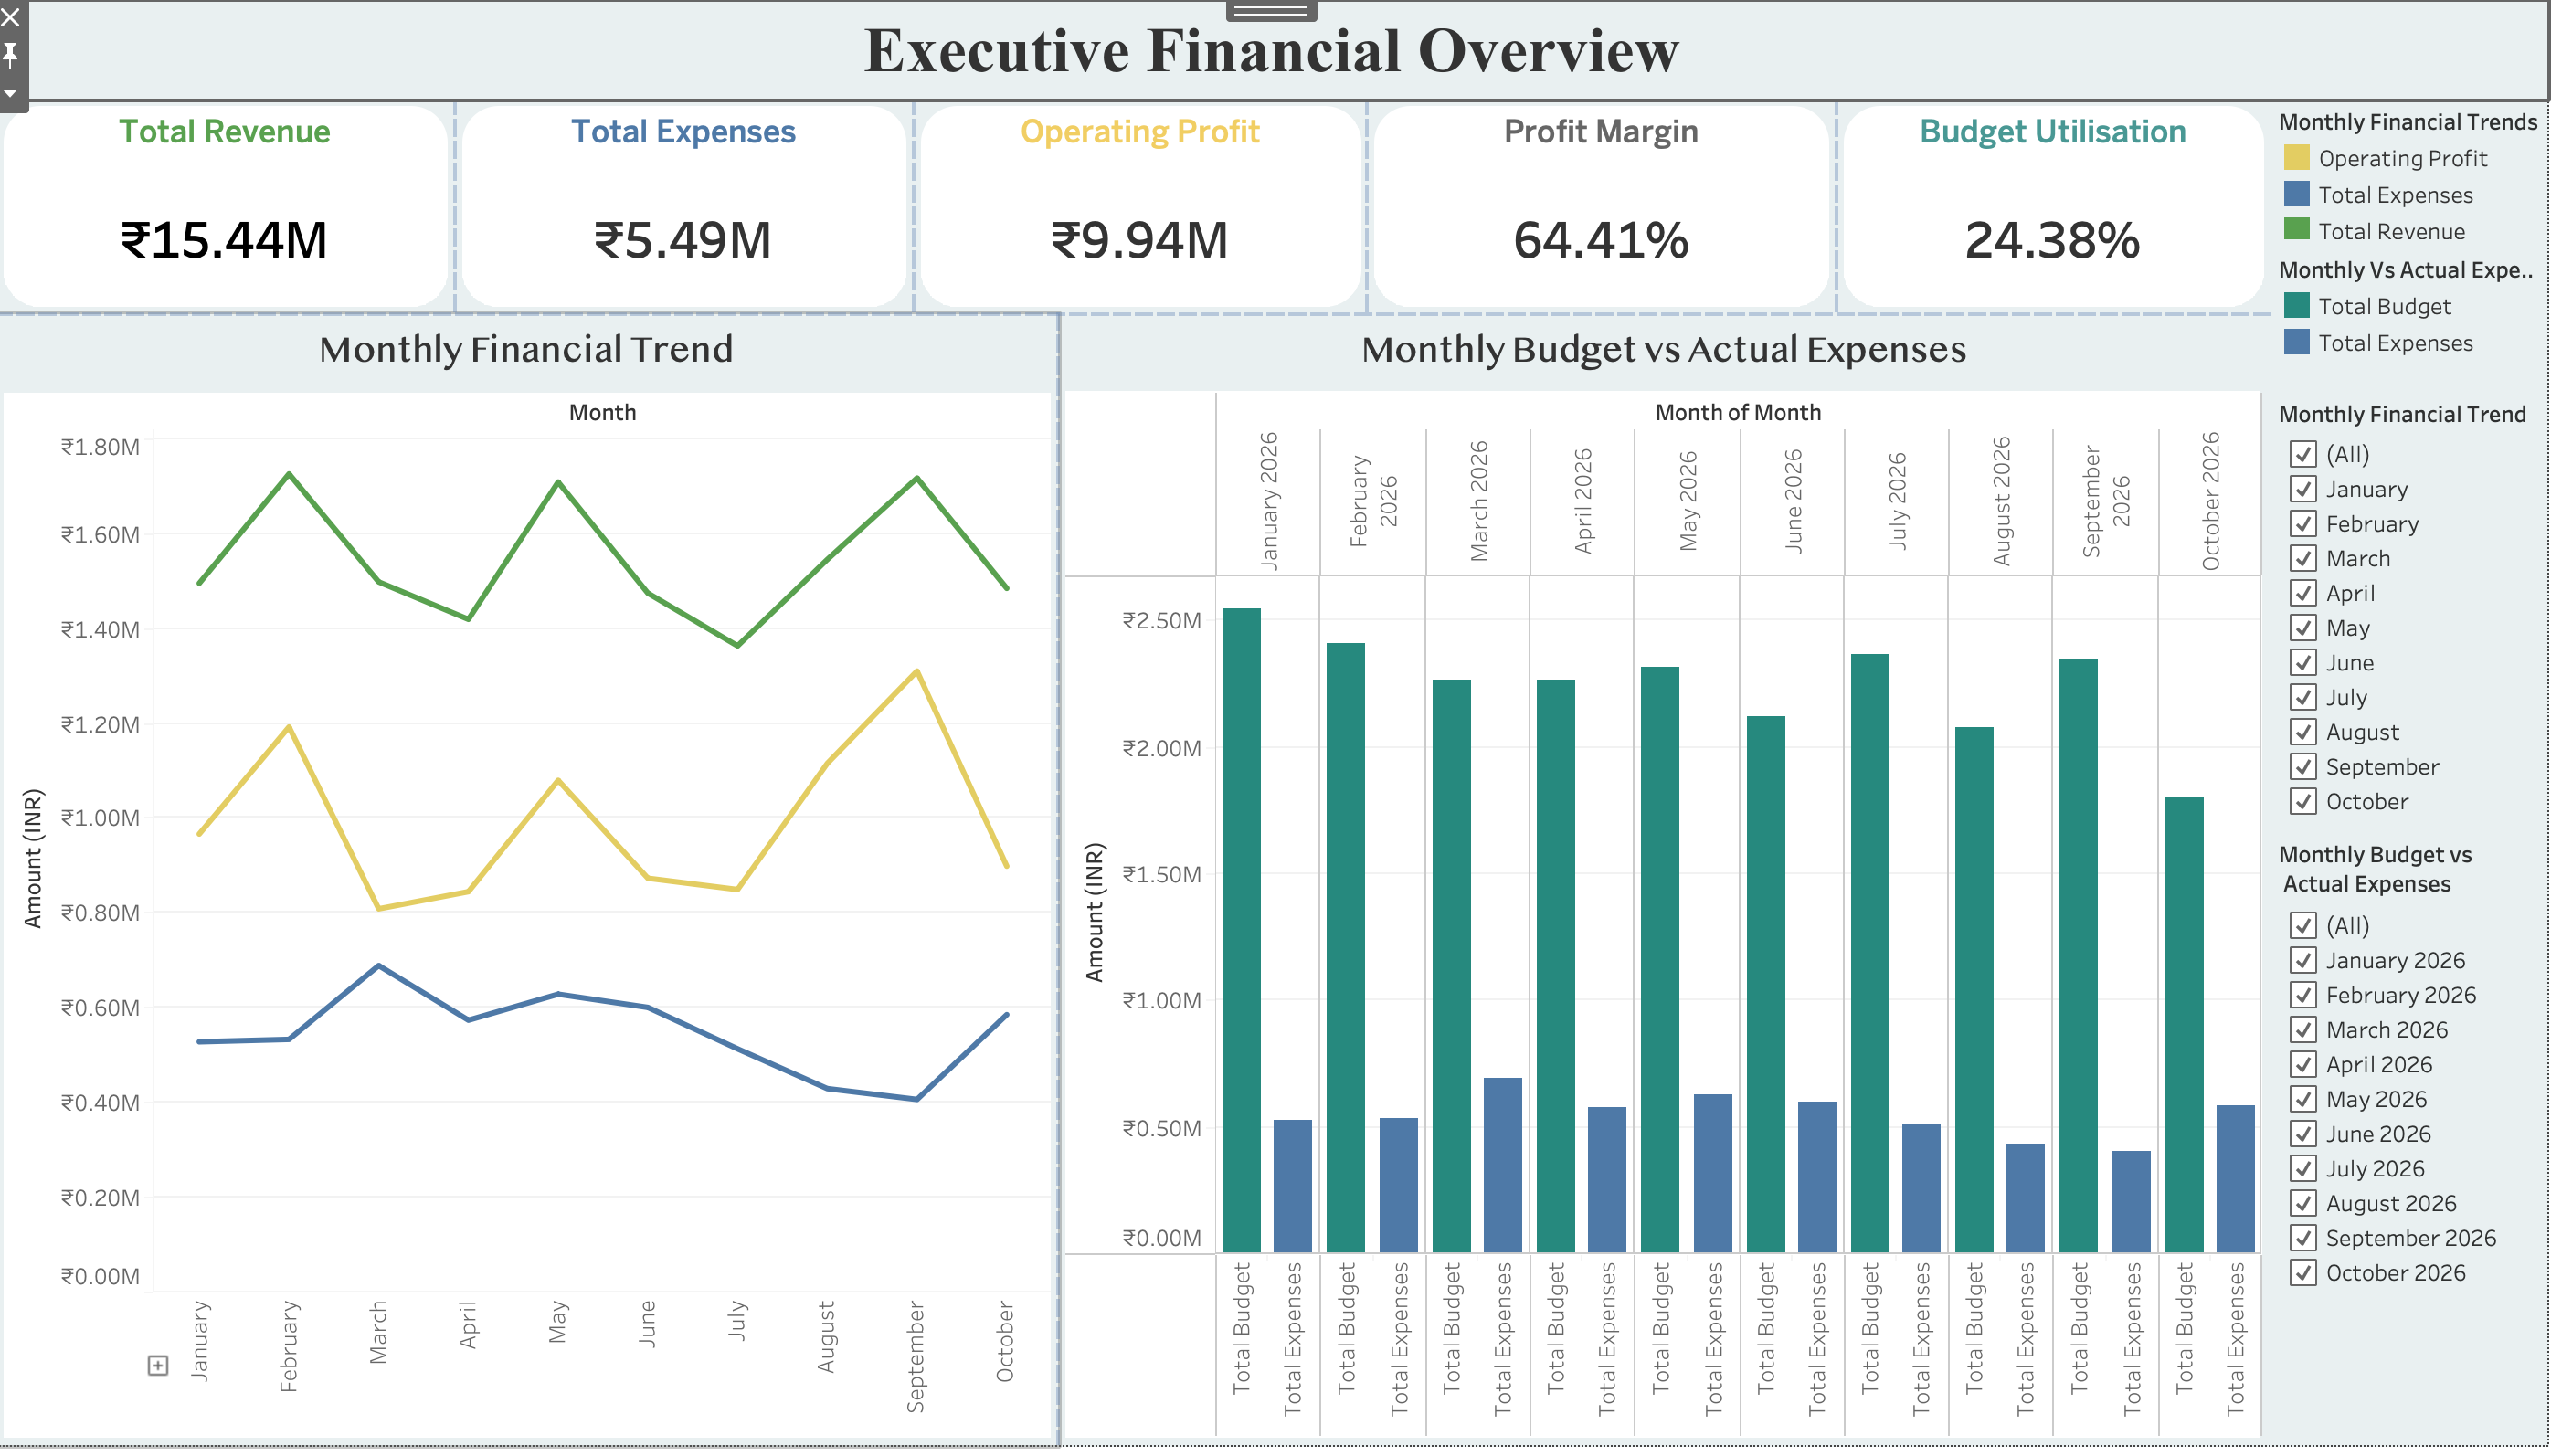 Executive Financial Overview
Total Revenue
₹15.44M
Total Expenses
₹5.49M
Operating Profit
₹9.94M
Profit Margin
64.41%
Budget Utilisation
24.38%
Monthly Financial Trends
Operating Profit
Total Expenses
Total Revenue
Monthly Vs Actual Expe..
Total Budget
Total Expenses
Monthly Financial Trend
Month
Amount (INR)
₹1.80M
₹1.60M
₹1.40M
₹1.20M
₹1.00M
₹0.80M
₹0.60M
₹0.40M
₹0.20M
₹0.00M
January
February
March
April
May
June
July
August
September
October
Monthly Budget vs Actual Expenses
Month of Month
January 2026
February
2026
March 2026
April 2026
May 2026
June 2026
July 2026
August 2026
September
2026
October 2026
Amount (INR)
₹2.50M
₹2.00M
₹1.50M
₹1.00M
₹0.50M
₹0.00M
Total Budget
Total Expenses
Total Budget
Total Expenses
Total Budget
Total Expenses
Total Budget
Total Expenses
Total Budget
Total Expenses
Total Budget
Total Expenses
Total Budget
Total Expenses
Total Budget
Total Expenses
Total Budget
Total Expenses
Total Budget
Total Expenses
Monthly Financial Trend
(All)
January
February
March
April
May
June
July
August
September
October
Monthly Budget vs
Actual Expenses
(All)
January 2026
February 2026
March 2026
April 2026
May 2026
June 2026
July 2026
August 2026
September 2026
October 2026